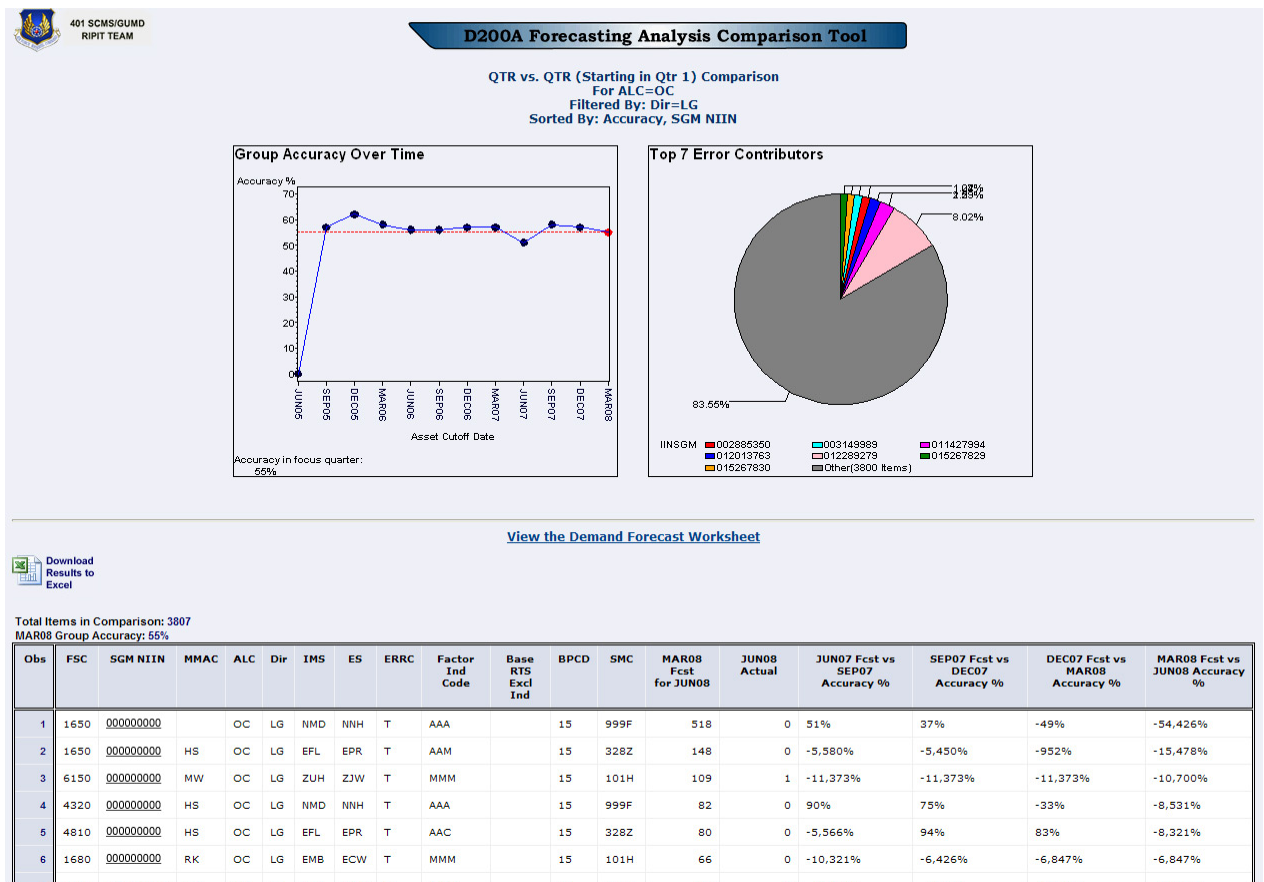 401 SCMS/GUMD
RIPIT TEAM
D200A Forecasting Analysis Comparison Tool
QTR vs. QTR (Starting in Qtr 1) Comparison
For ALC=OC
Filtered By: Dir=LG
Sorted By: Accuracy, SGM NIIN
Group Accuracy Over Time
Accuracy %
70
60
50
40
30
20
10
0
JUN05
SEP05
DEC05
MAR06
JUN06
SEP06
DEC06
MAR07
JUN07
SEP07
DEC07
MAR08
Asset Cutoff Date
Accuracy in focus quarter:
55%
Top 7 Error Contributors
8.02%
83.55%
IINSGM 002885350 003149989 011427994
012013763 012289279 015267829
015267830 Other(3800 Items)
View the Demand Forecast Worksheet
Download
Results to
Excel
Total Items in Comparison: 3807
MAR08 Group Accuracy: 55%
Obs FSC SGM NIIN MMAC ALC Dir IMS ES ERRC Factor Ind Code Base RTS Excl Ind BPCD SMC MAR08 Fcst for JUN08 JUN08 Actual JUN07 Fcst vs SEP07 Accuracy % SEP07 Fcst vs DEC07 Accuracy % DEC07 Fcst vs MAR08 Accuracy % MAR08 Fcst vs JUN08 Accuracy %
1 1650 000000000 OC LG NMD NNH T AAA 15 999F 518 0 51% 37% -49% -54,426%
2 1650 000000000 HS OC LG EFL EPR T AAM 15 328Z 148 0 -5,580% -5,450% -952% -15,478%
3 6150 000000000 MW OC LG ZUH ZJW T MMM 15 101H 109 1 -11,373% -11,373% -11,373% -10,700%
4 4320 000000000 HS OC LG NMD NNH T AAA 15 999F 82 0 90% 75% -33% -8,531%
5 4810 000000000 HS OC LG EFL EPR T AAC 15 328Z 80 0 -5,566% 94% 83% -8,321%
6 1680 000000000 RK OC LG EMB ECW T MMM 15 101H 66 0 -10,321% -6,426% -6,847% -6,847%